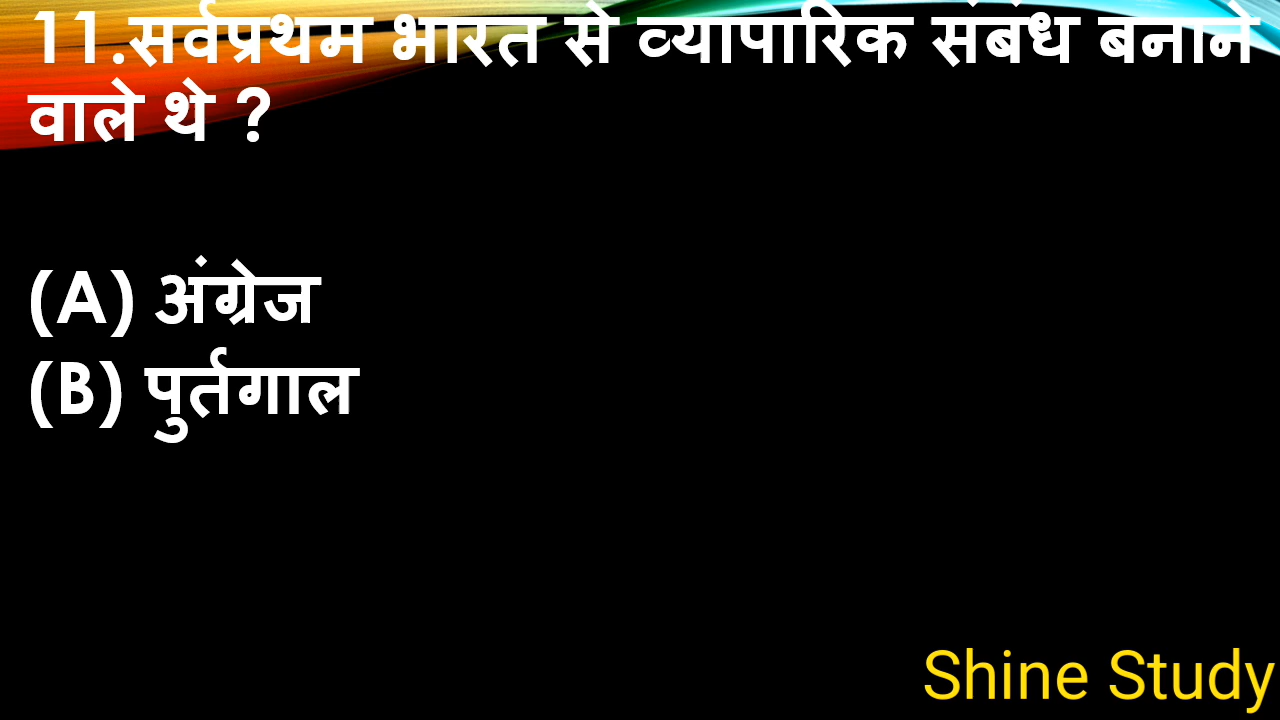 11.सर्वप्रथम भारत से व्यापारिक संबंध बनाने
वाले थे ?
(A) अंग्रेज
(B) पुर्तगाल
Shine Study